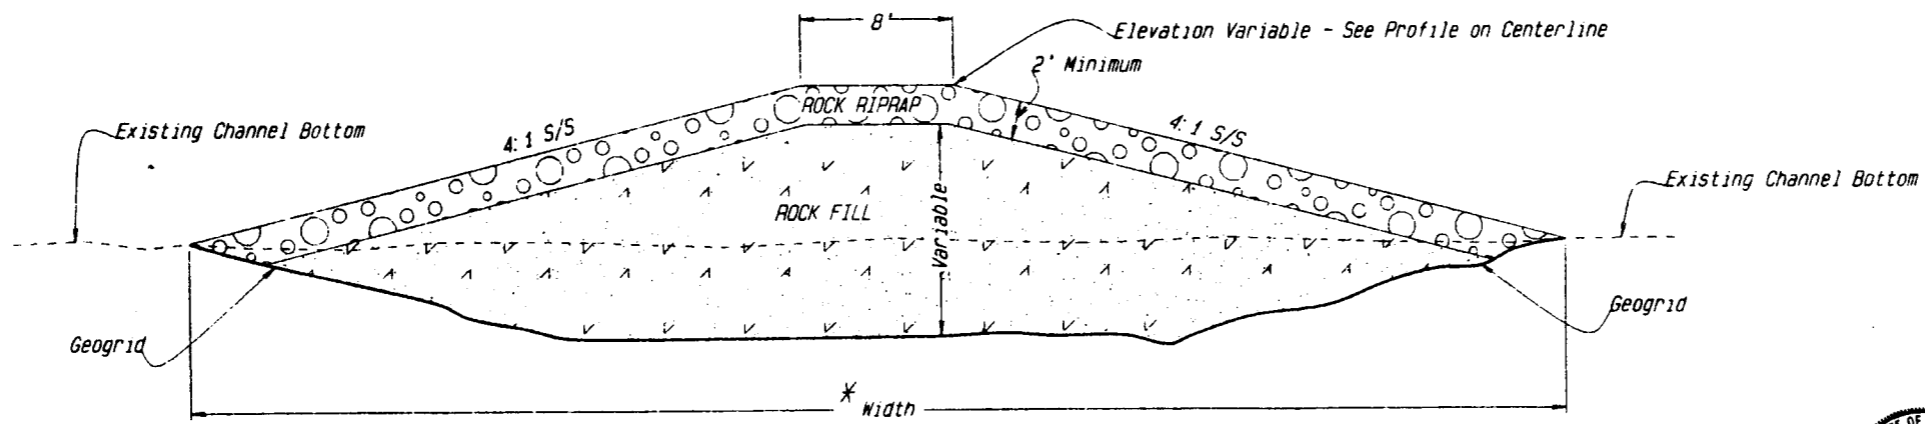 8'
Elevation Variable - See Profile on Centerline
2' Minimum
ROCK RIPRAP
Existing Channel Bottom
4:1 S/S
4:1 S/S
Existing Channel Bottom
ROCK FILL
Variable
Geogrid
Geogrid
* Width
OF